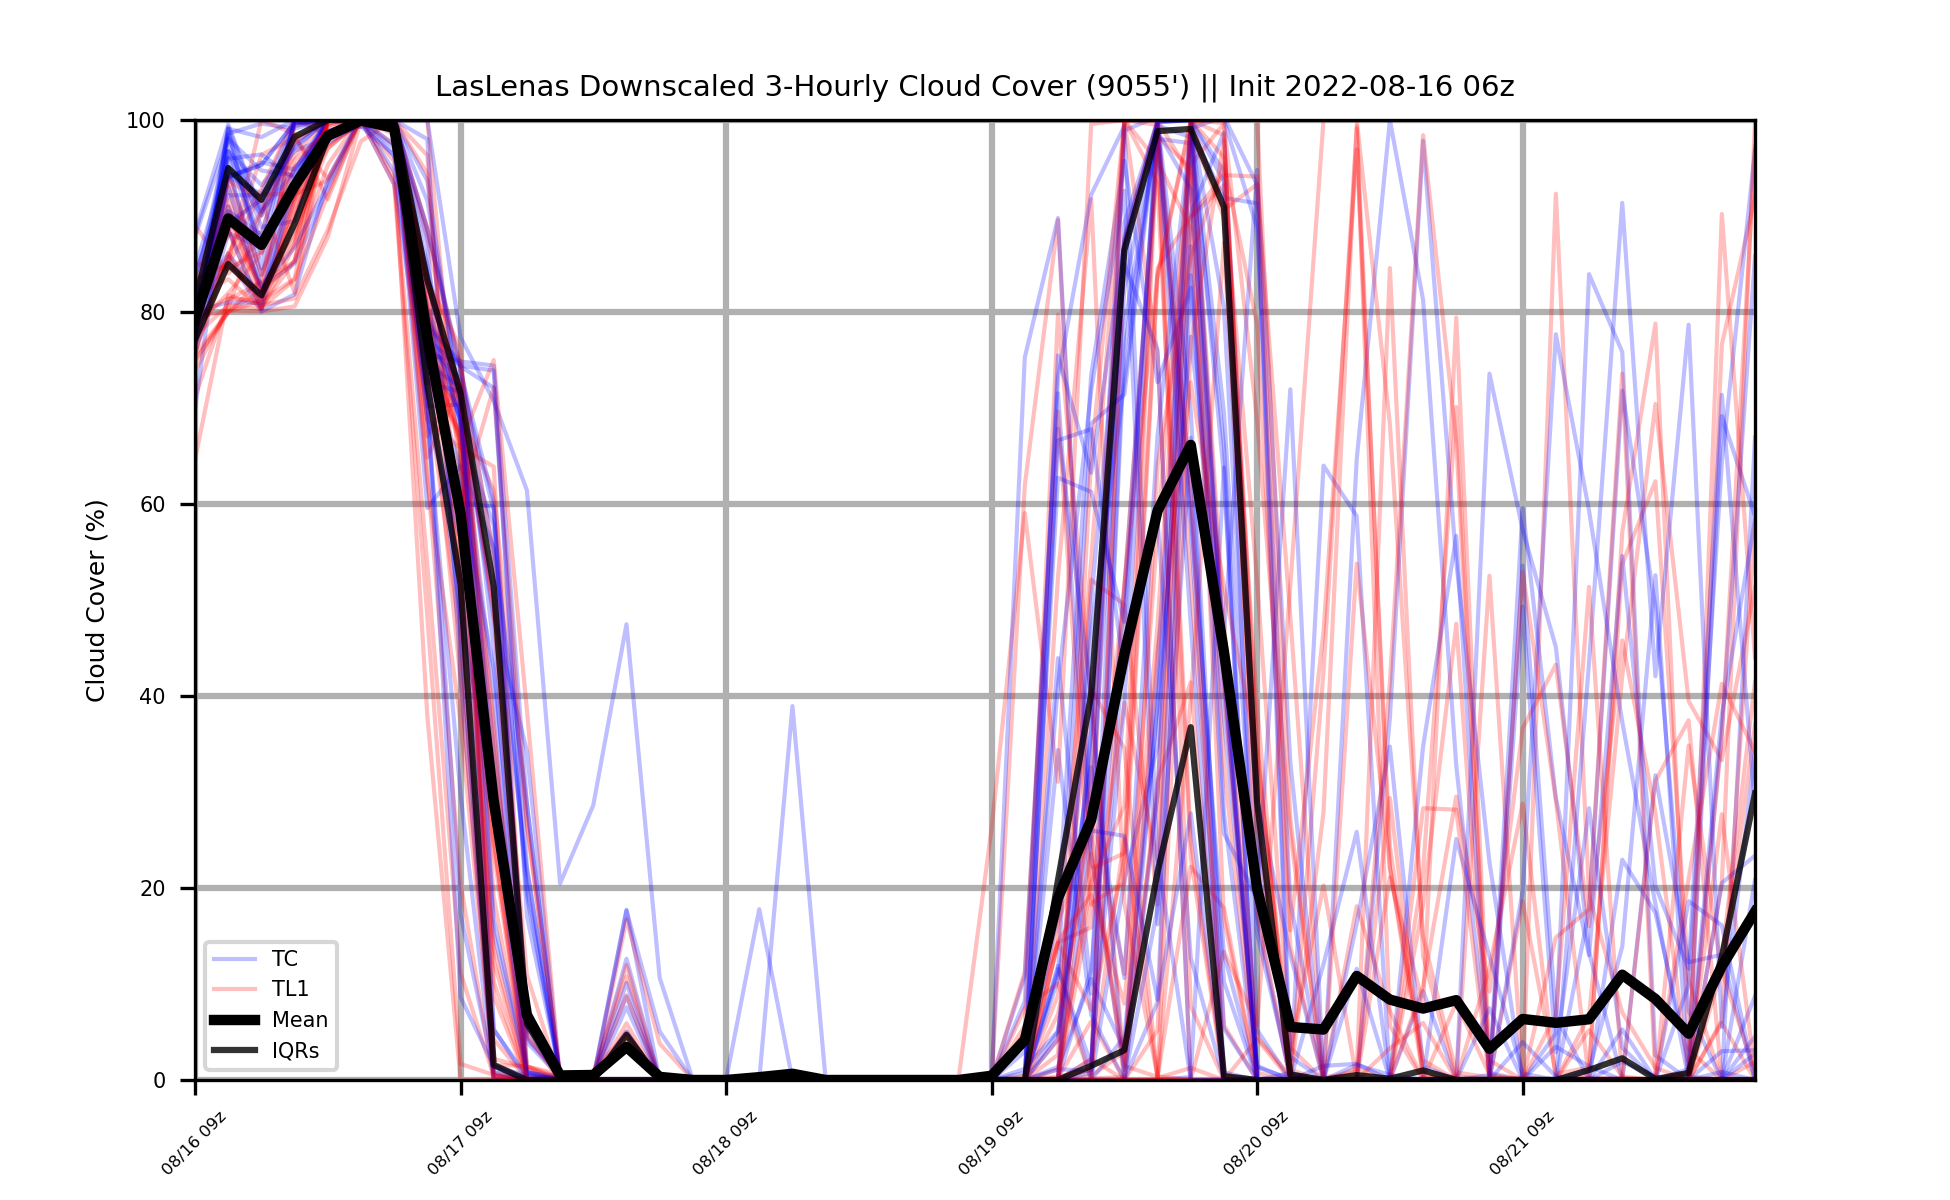 LasLenas Downscaled 3-Hourly Cloud Cover (9055') || Init 2022-08-16 06z
Cloud Cover (%)
100
80
60
40
20
0
TC
TL1
Mean
IQRs
08/16 09z
08/17 09z
08/18 09z
08/19 09z
08/20 09z
08/21 09z